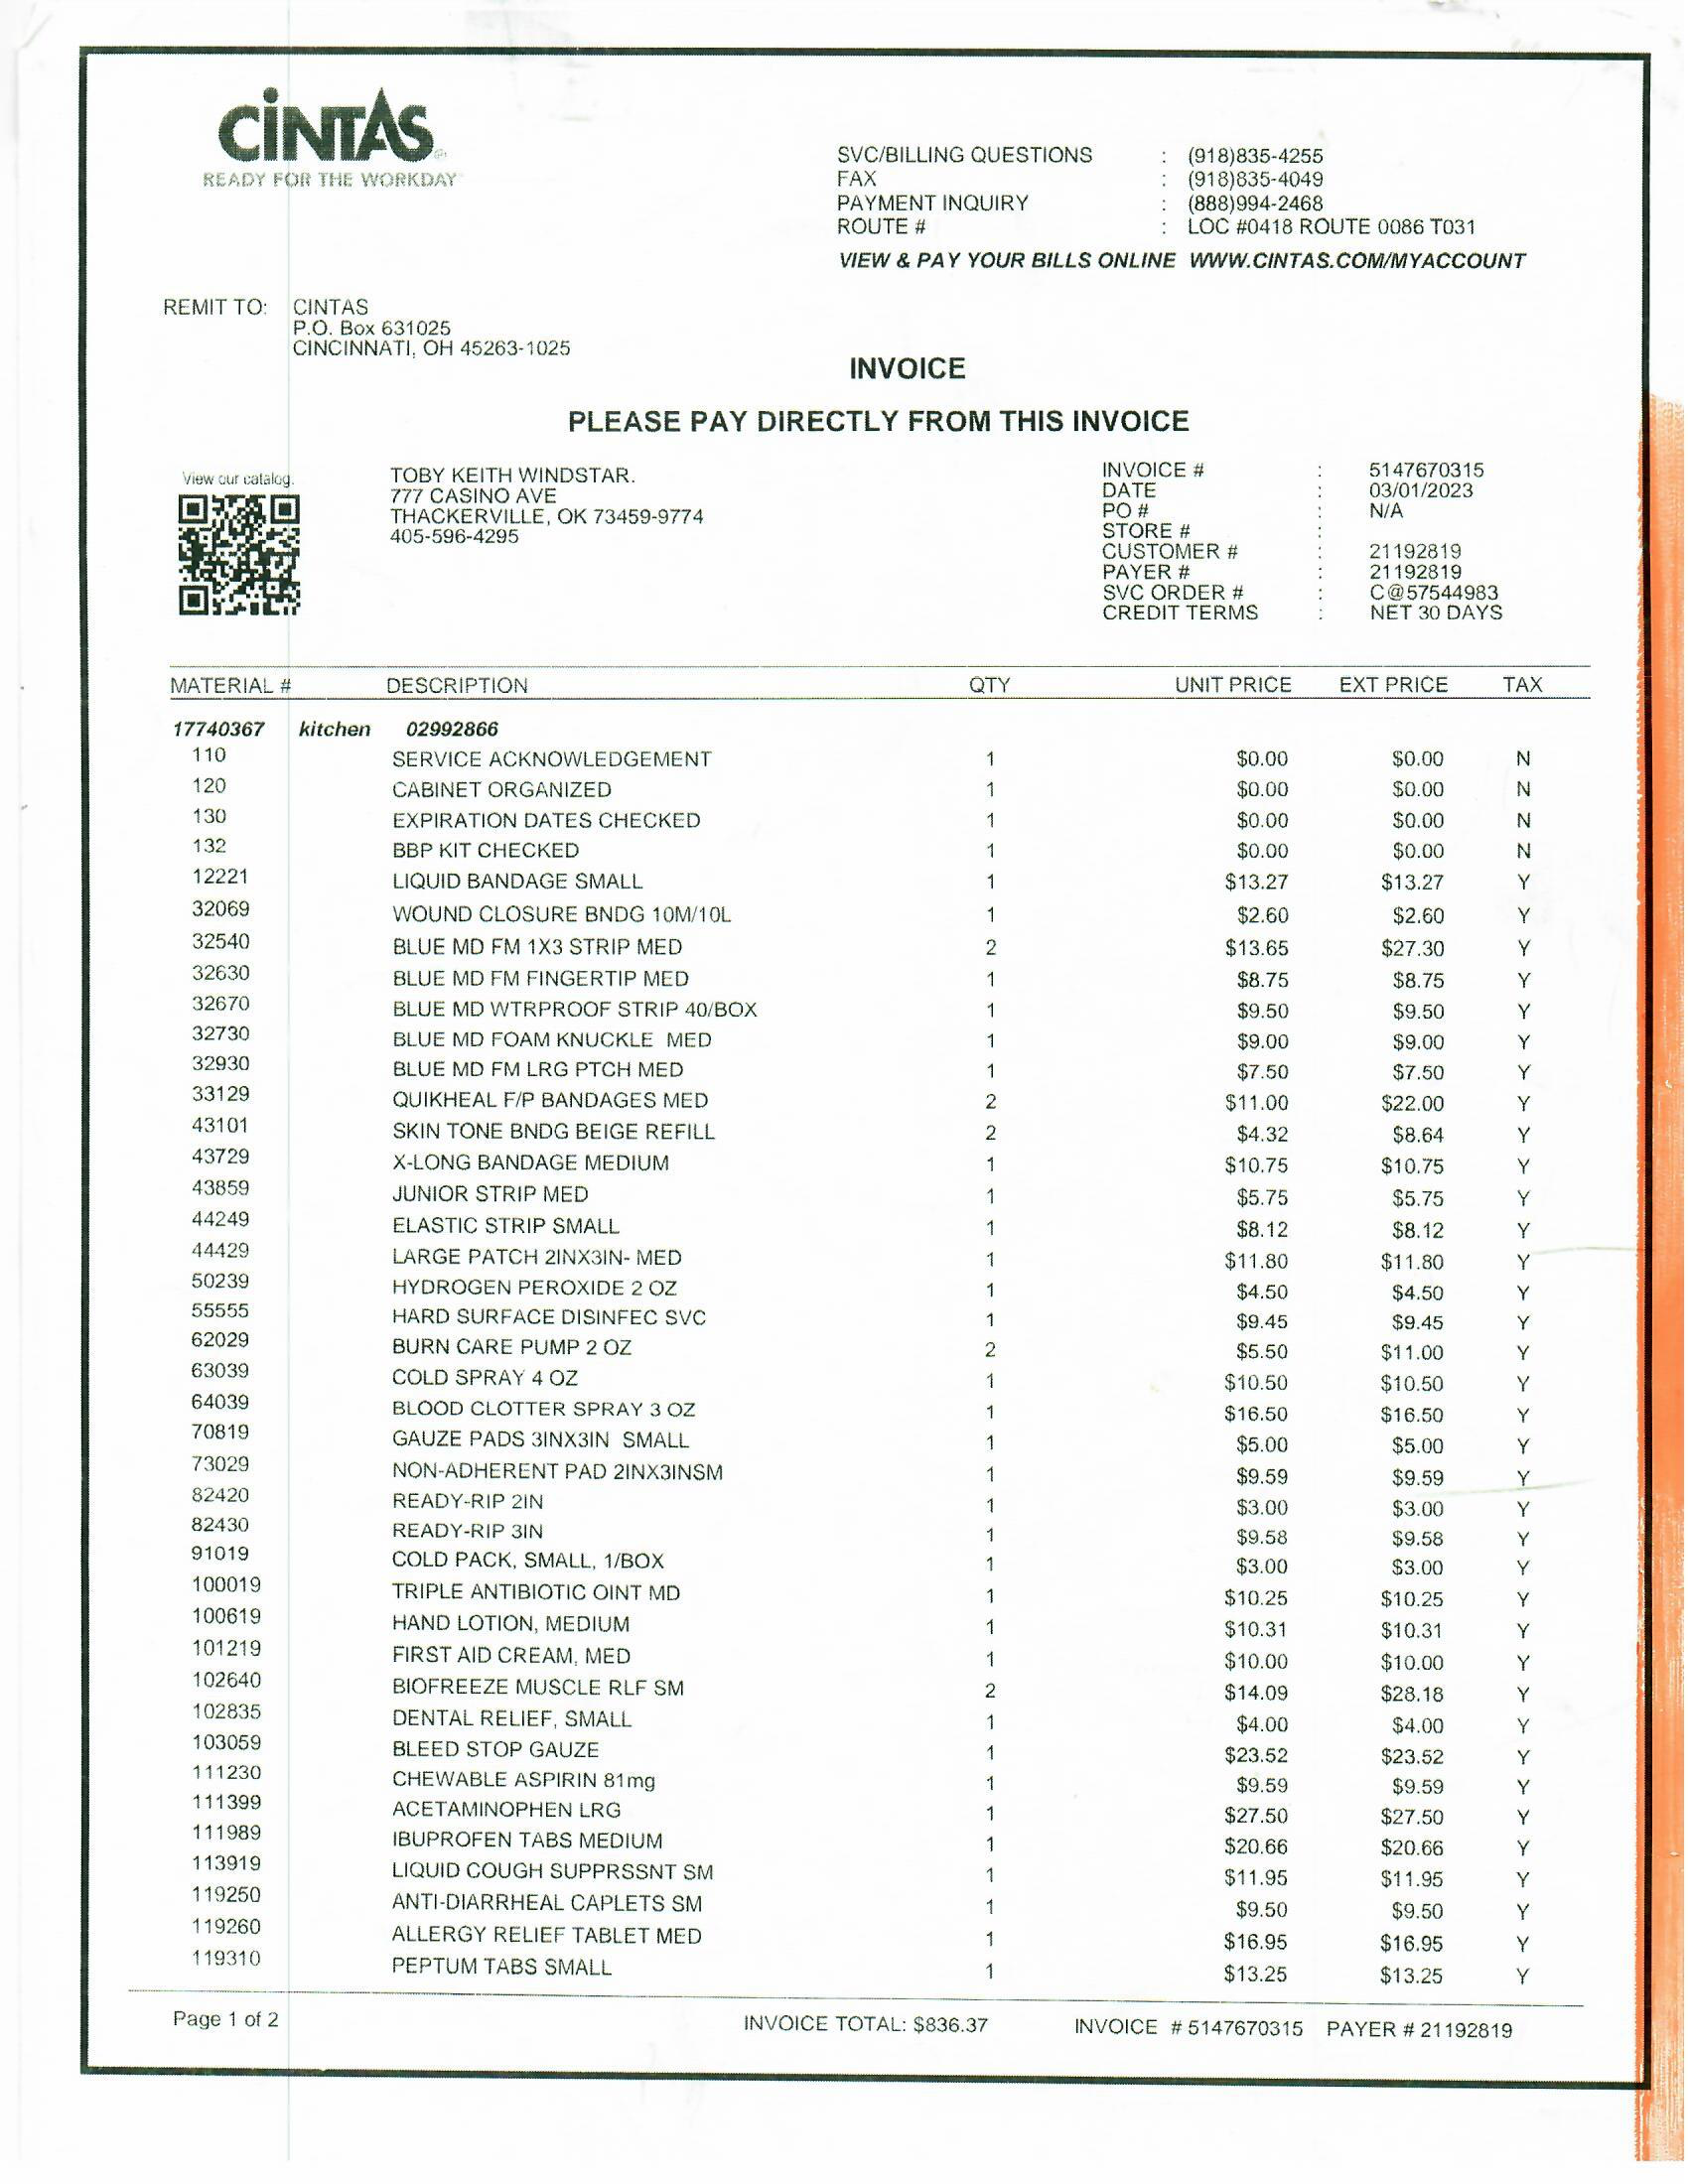 CINTAS
READY FOR THE WORKDAY
SVC/BILLING QUESTIONS : (918)835-4255
FAX : (918)835-4049
PAYMENT INQUIRY : (888)994-2468
ROUTE # : LOC #0418 ROUTE 0086 T031
VIEW & PAY YOUR BILLS ONLINE WWW.CINTAS.COM/MYACCOUNT
REMIT TO: CINTAS
P.O. Box 631025
CINCINNATI, OH 45263-1025
INVOICE
PLEASE PAY DIRECTLY FROM THIS INVOICE
View our catalog.
TOBY KEITH WINDSTAR.
777 CASINO AVE
THACKERVILLE, OK 73459-9774
405-596-4295
INVOICE # : 5147670315
DATE : 03/01/2023
PO # : N/A
STORE # :
CUSTOMER # : 21192819
PAYER # : 21192819
SVC ORDER # : C@57544983
CREDIT TERMS : NET 30 DAYS
MATERIAL # DESCRIPTION QTY UNIT PRICE EXT PRICE TAX
17740367 kitchen 02992866
110 SERVICE ACKNOWLEDGEMENT 1 $0.00 $0.00 N
120 CABINET ORGANIZED 1 $0.00 $0.00 N
130 EXPIRATION DATES CHECKED 1 $0.00 $0.00 N
132 BBP KIT CHECKED 1 $0.00 $0.00 N
12221 LIQUID BANDAGE SMALL 1 $13.27 $13.27 Y
32069 WOUND CLOSURE BNDG 10M/10L 1 $2.60 $2.60 Y
32540 BLUE MD FM 1X3 STRIP MED 2 $13.65 $27.30 Y
32630 BLUE MD FM FINGERTIP MED 1 $8.75 $8.75 Y
32670 BLUE MD WTRPROOF STRIP 40/BOX 1 $9.50 $9.50 Y
32730 BLUE MD FOAM KNUCKLE MED 1 $9.00 $9.00 Y
32930 BLUE MD FM LRG PTCH MED 1 $7.50 $7.50 Y
33129 QUIKHEAL F/P BANDAGES MED 2 $11.00 $22.00 Y
43101 SKIN TONE BNDG BEIGE REFILL 2 $4.32 $8.64 Y
43729 X-LONG BANDAGE MEDIUM 1 $10.75 $10.75 Y
43859 JUNIOR STRIP MED 1 $5.75 $5.75 Y
44249 ELASTIC STRIP SMALL 1 $8.12 $8.12 Y
44429 LARGE PATCH 2INX3IN- MED 1 $11.80 $11.80 Y
50239 HYDROGEN PEROXIDE 2 OZ 1 $4.50 $4.50 Y
55555 HARD SURFACE DISINFEC SVC 1 $9.45 $9.45 Y
62029 BURN CARE PUMP 2 OZ 2 $5.50 $11.00 Y
63039 COLD SPRAY 4 OZ 1 $10.50 $10.50 Y
64039 BLOOD CLOTTER SPRAY 3 OZ 1 $16.50 $16.50 Y
70819 GAUZE PADS 3INX3IN SMALL 1 $5.00 $5.00 Y
73029 NON-ADHERENT PAD 2INX3INSM 1 $9.59 $9.59 Y
82420 READY-RIP 2IN 1 $3.00 $3.00 Y
82430 READY-RIP 3IN 1 $9.58 $9.58 Y
91019 COLD PACK, SMALL, 1/BOX 1 $3.00 $3.00 Y
100019 TRIPLE ANTIBIOTIC OINT MD 1 $10.25 $10.25 Y
100619 HAND LOTION, MEDIUM 1 $10.31 $10.31 Y
101219 FIRST AID CREAM, MED 1 $10.00 $10.00 Y
102640 BIOFREEZE MUSCLE RLF SM 2 $14.09 $28.18 Y
102835 DENTAL RELIEF, SMALL 1 $4.00 $4.00 Y
103059 BLEED STOP GAUZE 1 $23.52 $23.52 Y
111230 CHEWABLE ASPIRIN 81mg 1 $9.59 $9.59 Y
111399 ACETAMINOPHEN LRG 1 $27.50 $27.50 Y
111989 IBUPROFEN TABS MEDIUM 1 $20.66 $20.66 Y
113919 LIQUID COUGH SUPPRSSNT SM 1 $11.95 $11.95 Y
119250 ANTI-DIARRHEAL CAPLETS SM 1 $9.50 $9.50 Y
119260 ALLERGY RELIEF TABLET MED 1 $16.95 $16.95 Y
119310 PEPTUM TABS SMALL 1 $13.25 $13.25 Y
Page 1 of 2 INVOICE TOTAL: $836.37 INVOICE # 5147670315 PAYER # 21192819